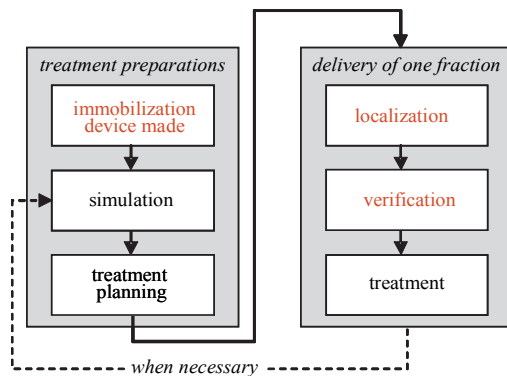 treatment preparations
immobilization
device made
simulation
treatment
planning
delivery of one fraction
localization
verification
treatment
when necessary